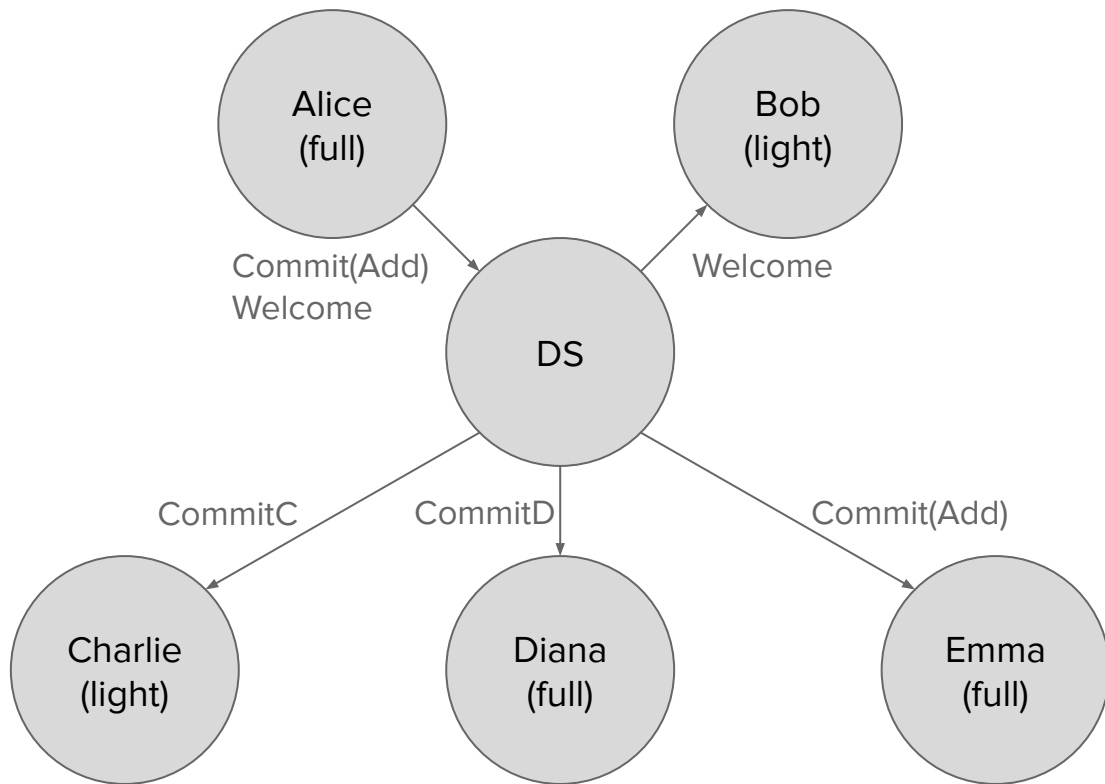 Alice
(full)
Bob
(light)
Commit(Add)
Welcome
Welcome
DS
CommitC
CommitD
Commit(Add)
Charlie
(light)
Diana
(full)
Emma
(full)